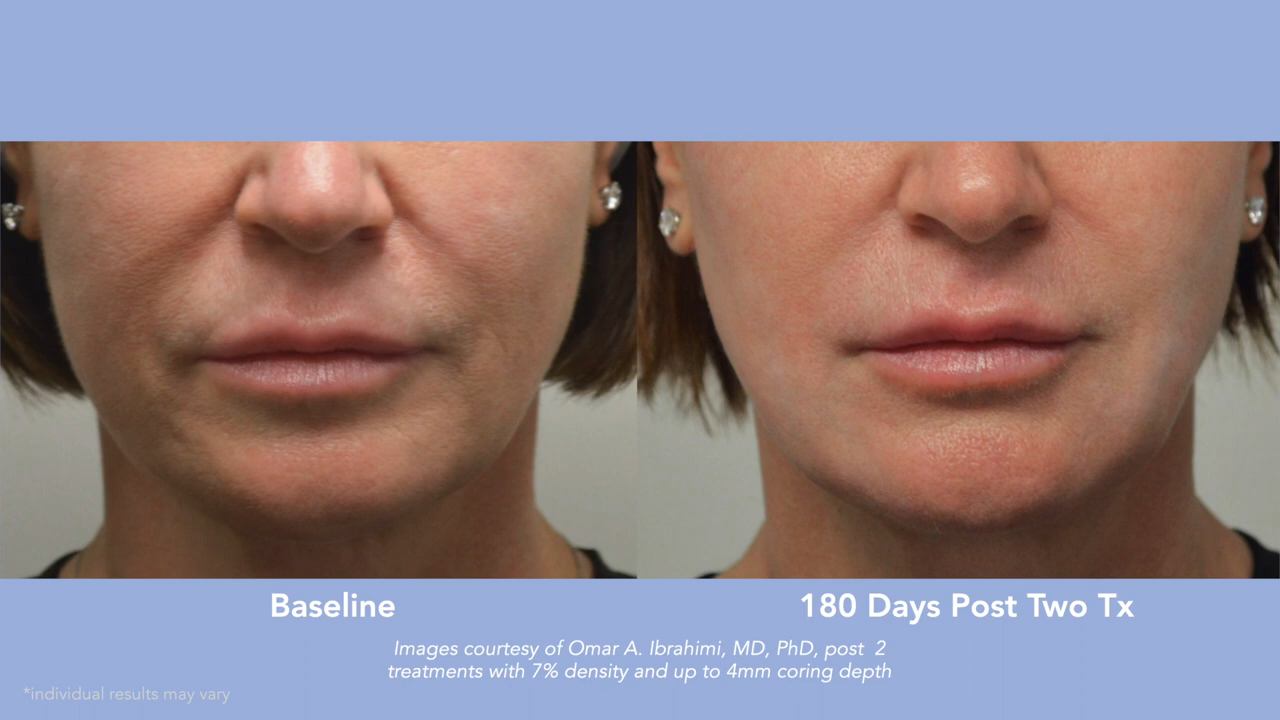 Baseline
180 Days Post Two Tx
Images courtesy of Omar A. Ibrahimi, MD, PhD, post 2
treatments with 7% density and up to 4mm coring depth
*individual results may vary